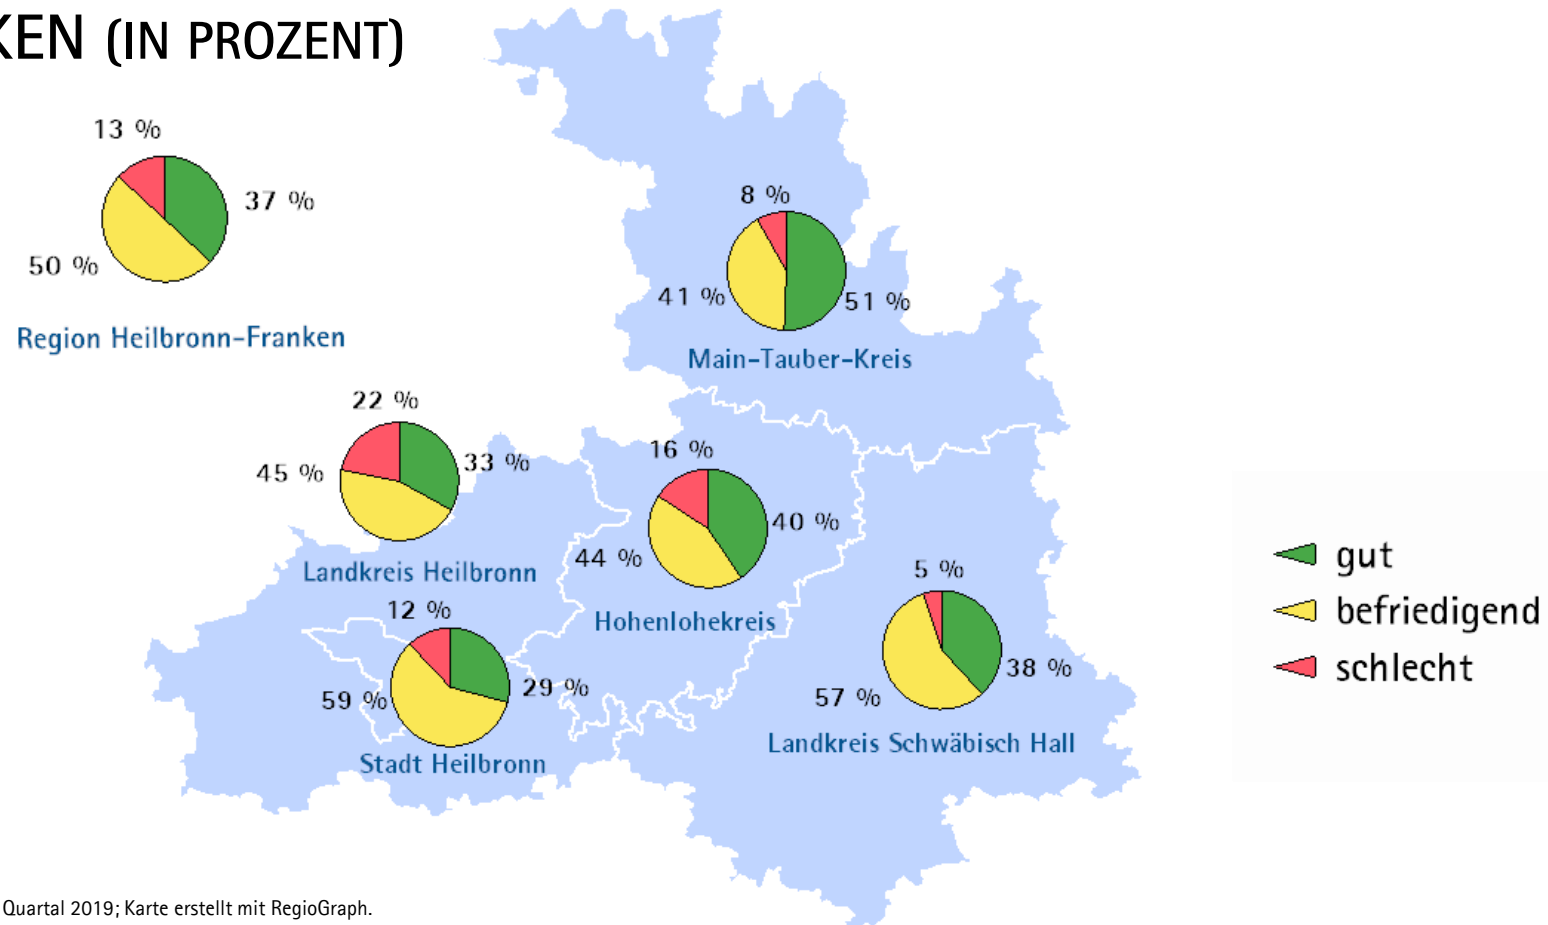 KEN (IN PROZENT)
13 %
37 %
50 %
Region Heilbronn-Franken
8 %
41 %
51 %
Main-Tauber-Kreis
22 %
45 %
33 %
Landkreis Heilbronn
16 %
44 %
40 %
Hohenlohekreis
12 %
59 %
29 %
Stadt Heilbronn
5 %
57 %
38 %
Landkreis Schwäbisch Hall
gut
befriedigend
schlecht
Quartal 2019; Karte erstellt mit RegioGraph.